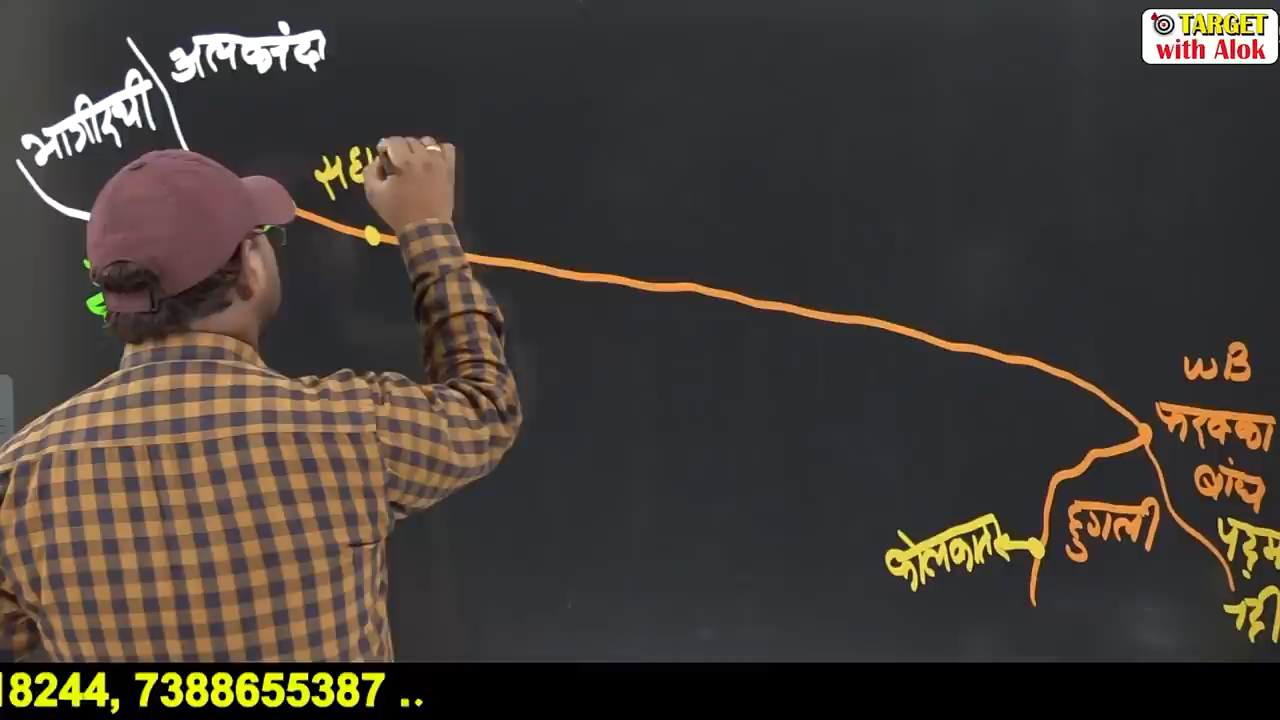 TARGET
with Alok
अलकनंदा
भागीरथी
WB
फरक्का
बांध
हुगली
कोलकाता
पद्म
नदी
18244, 7388655387 ..